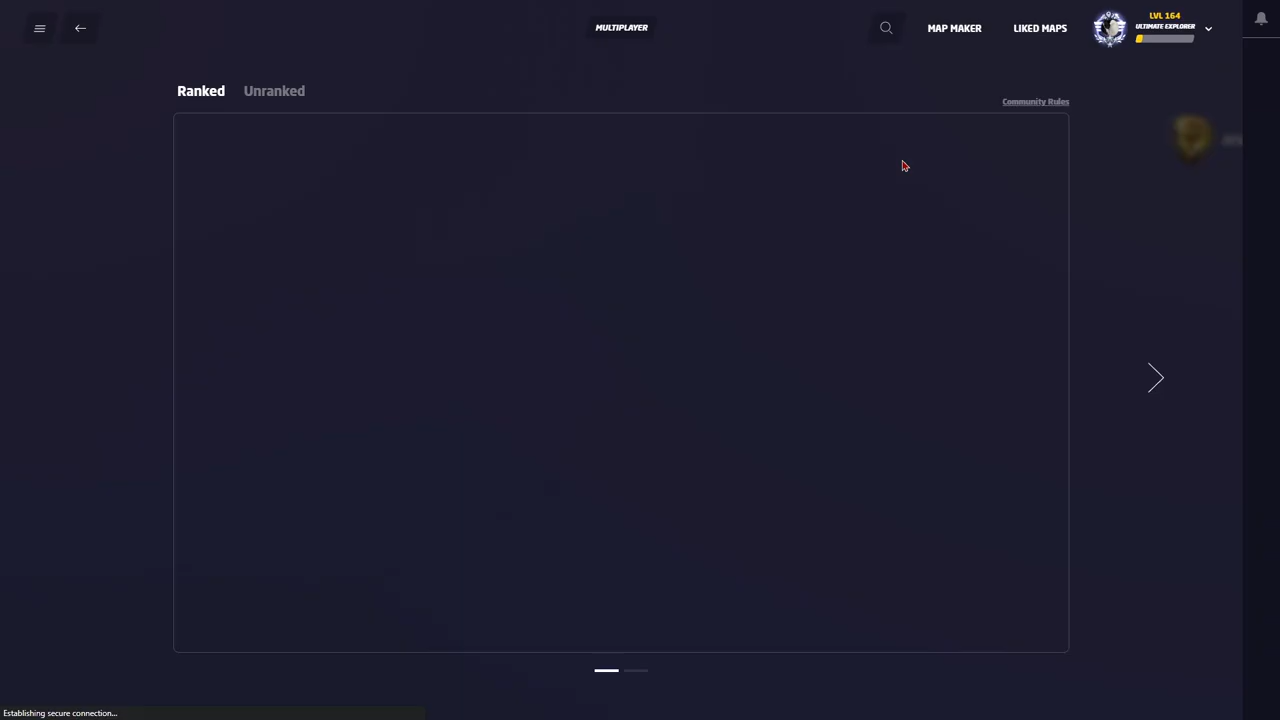 MULTIPLAYER
MAP MAKER
LIKED MAPS
LVL 164
ULTIMATE EXPLORER
Ranked
Unranked
Community Rules
Establishing secure connection...